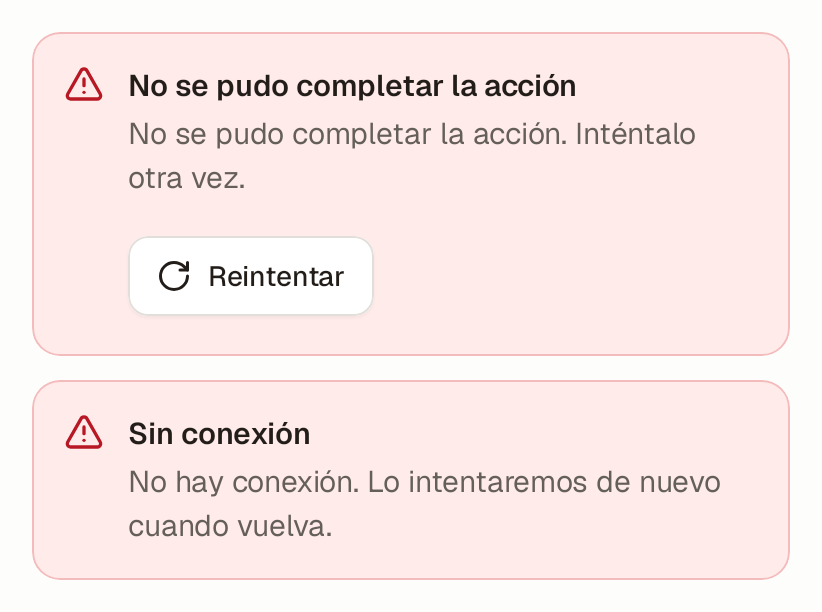 No se pudo completar la acción
No se pudo completar la acción. Inténtalo
otra vez.
Reintentar
Sin conexión
No hay conexión. Lo intentaremos de nuevo
cuando vuelva.